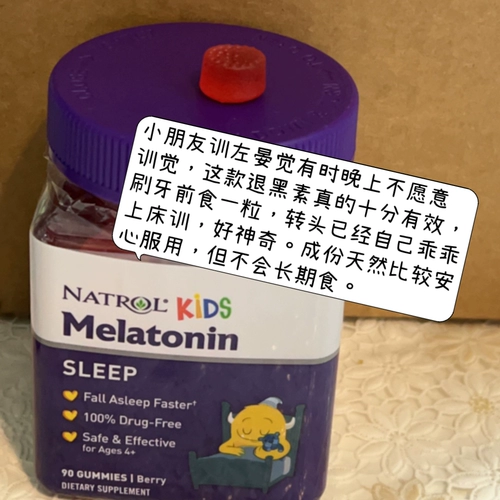 小朋友训左晏觉有时晚上不愿意
训觉，这款退黑素真的十分有效，
刷牙前食一粒，转头已经自己乖乖
上床训，好神奇。成份天然比较安
心服用，但不会长期食。
NATROL KiDS
Melatonin
SLEEP
Fall Asleep Faster†
100% Drug-Free
Safe & Effective
for Ages 4+
90 GUMMIES | Berry
DIETARY SUPPLEMENT